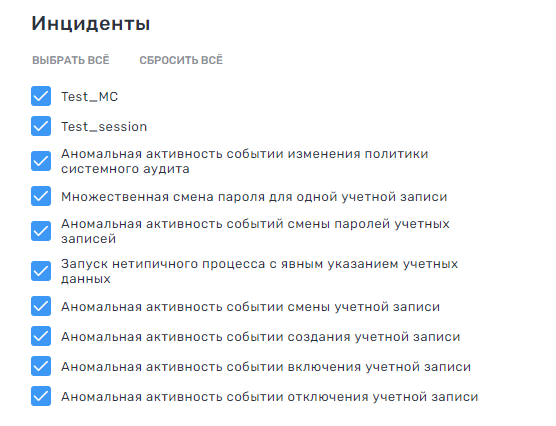 Инциденты
ВЫБРАТЬ ВСЁ СБРОСИТЬ ВСЁ
Test_MC
Test_session
Аномальная активность событии изменения политики
системного аудита
Множественная смена пароля для одной учетной записи
Аномальная активность событий смены паролей учетных
записей
Запуск нетипичного процесса с явным указанием учетных
данных
Аномальная активность событии смены учетной записи
Аномальная активность событии создания учетной записи
Аномальная активность событии включения учетной записи
Аномальная активность событии отключения учетной записи